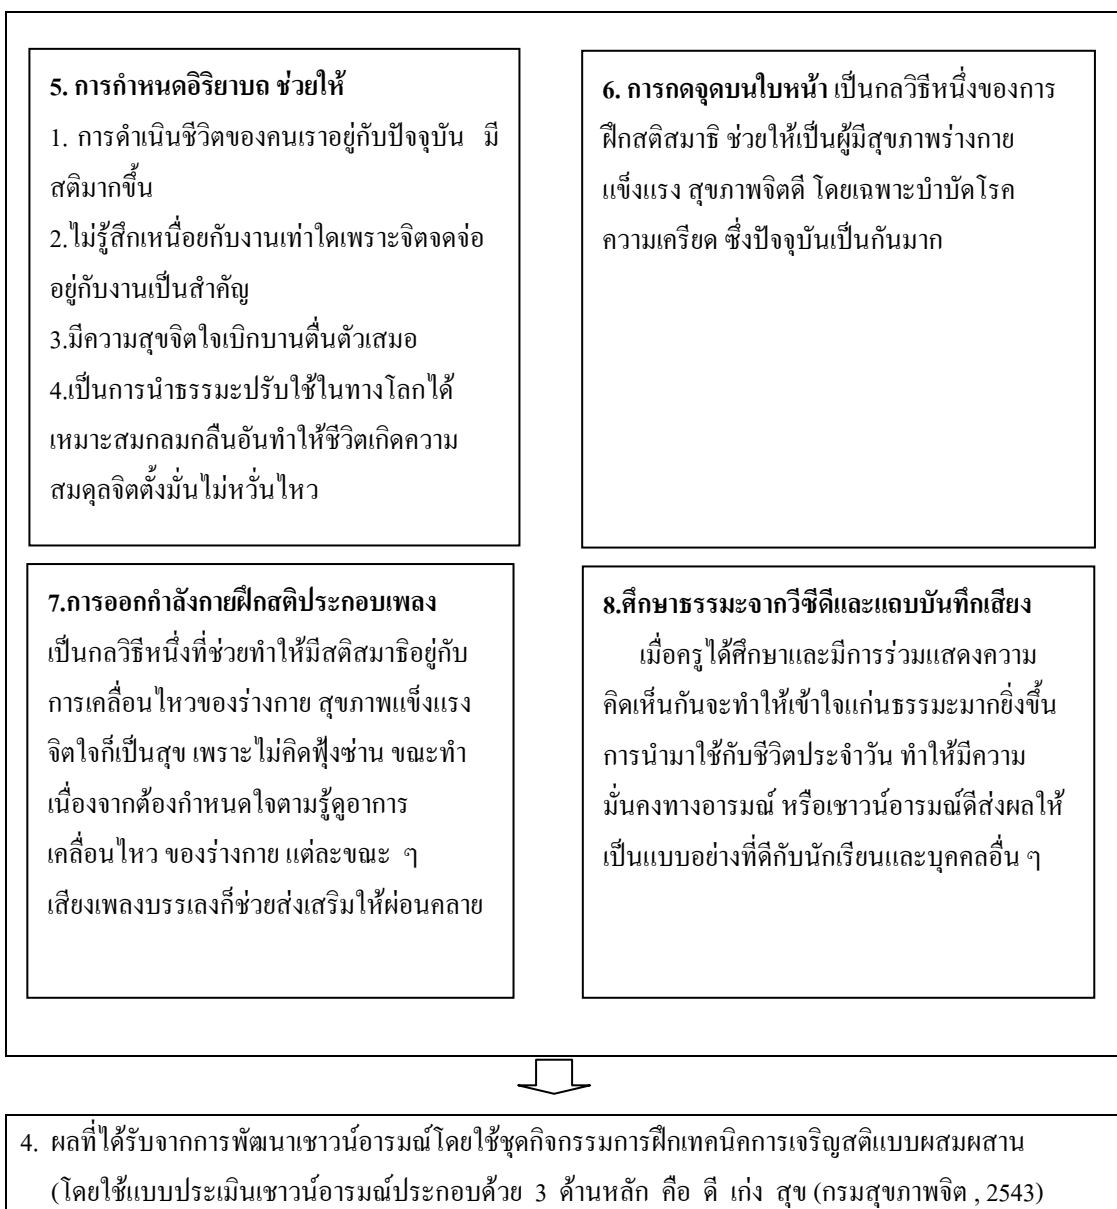 5. การกำหนดอิริยาบถ ช่วยให้
1. การดำเนินชีวิตของคนเราอยู่กับปัจจุบัน มี
สติมากขึ้น
2.ไม่รู้สึกเหนื่อยกับงานเท่าใดเพราะจิตจดจ่อ
อยู่กับงานเป็นสำคัญ
3.มีความสุขจิตใจเบิกบานตื่นตัวเสมอ
4.เป็นการนำธรรมะปรับใช้ในทางโลกได้
เหมาะสมกลมกลืนอันทำให้ชีวิตเกิดความ
สมดุลจิตตั้งมั่นไม่หวั่นไหว
6. การกดจุดบนใบหน้า เป็นกลวิธีหนึ่งของการ
ฝึกสติสมาธิ ช่วยให้เป็นผู้มีสุขภาพร่างกาย
แข็งแรง สุขภาพจิตดี โดยเฉพาะบำบัดโรค
ความเครียด ซึ่งปัจจุบันเป็นกันมาก
7.การออกกำลังกายฝึกสติประกอบเพลง
เป็นกลวิธีหนึ่งที่ช่วยทำให้มีสติสมาธิอยู่กับ
การเคลื่อนไหวของร่างกาย สุขภาพแข็งแรง
จิตใจก็เป็นสุข เพราะไม่คิดฟุ้งซ่าน ขณะทำ
เนื่องจากต้องกำหนดใจตามรู้ดูอาการ
เคลื่อนไหว ของร่างกาย แต่ละขณะ ๆ
เสียงเพลงบรรเลงก็ช่วยส่งเสริมให้ผ่อนคลาย
8.ศึกษาธรรมะจากวีซีดีและแถบบันทึกเสียง
เมื่อครูได้ศึกษาและมีการร่วมแสดงความ
คิดเห็นกันจะทำให้เข้าใจแก่นธรรมะมากยิ่งขึ้น
การนำมาใช้กับชีวิตประจำวัน ทำให้มีความ
มั่นคงทางอารมณ์ หรือเชาวน์อารมณ์ดีส่งผลให้
เป็นแบบอย่างที่ดีกับนักเรียนและบุคคลอื่น ๆ
4. ผลที่ได้รับจากการพัฒนาเชาวน์อารมณ์โดยใช้ชุดกิจกรรมการฝึกเทคนิคการเจริญสติแบบผสมผสาน
(โดยใช้แบบประเมินเชาวน์อารมณ์ประกอบด้วย 3 ด้านหลัก คือ ดี เก่ง สุข (กรมสุขภาพจิต , 2543)